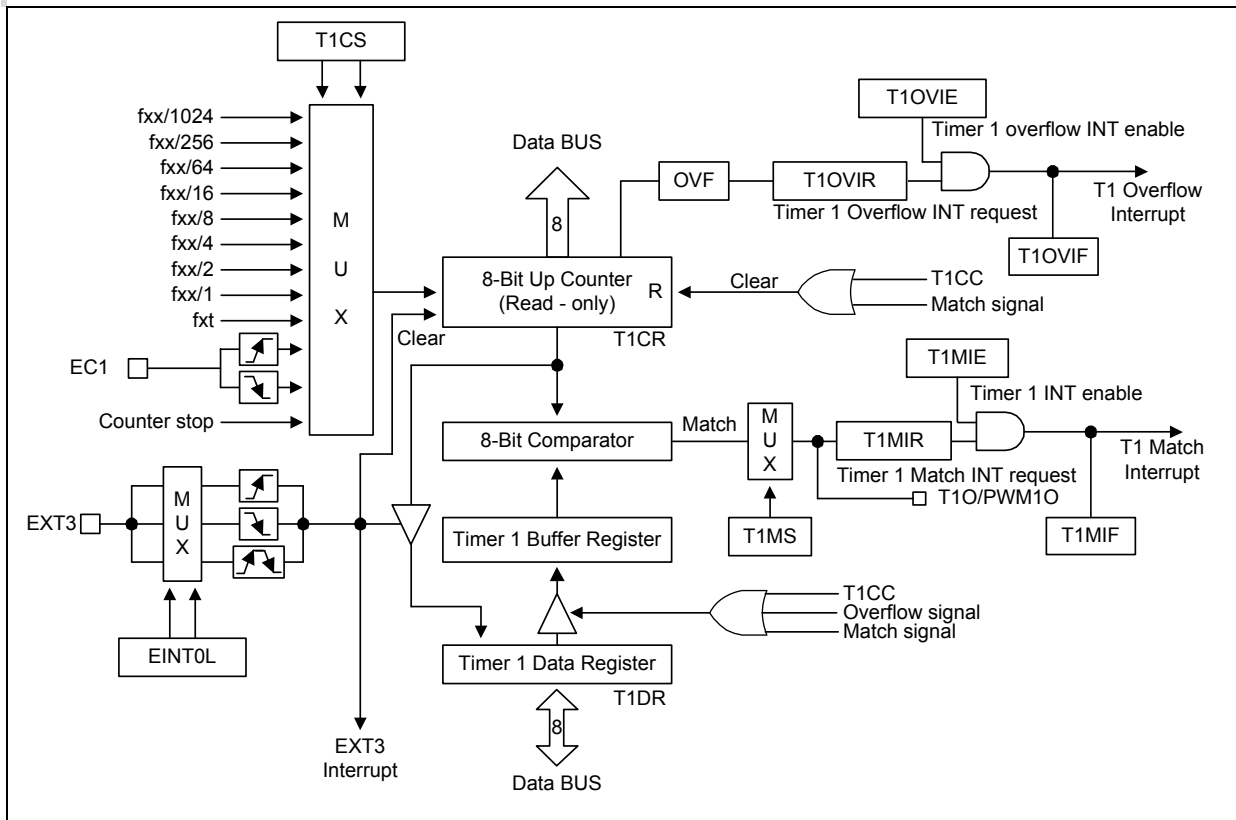 T1CS
fxx/1024
fxx/256
fxx/64
fxx/16
fxx/8
fxx/4
fxx/2
fxx/1
fxt
EC1
Counter stop
M
U
X
Data BUS
8
8-Bit Up Counter
(Read - only)
R
T1CR
Clear
OVF
T1OVIR
Timer 1 Overflow INT request
T1OVIE
Timer 1 overflow INT enable
T1 Overflow
Interrupt
T1OVIF
Clear
T1CC
Match signal
8-Bit Comparator
Match
M
U
X
T1MS
T1MIE
Timer 1 INT enable
T1MIR
Timer 1 Match INT request
T1O/PWM1O
T1 Match
Interrupt
T1MIF
EXT3
M
U
X
EINT0L
Timer 1 Buffer Register
T1CC
Overflow signal
Match signal
Timer 1 Data Register
T1DR
8
Data BUS
EXT3
Interrupt